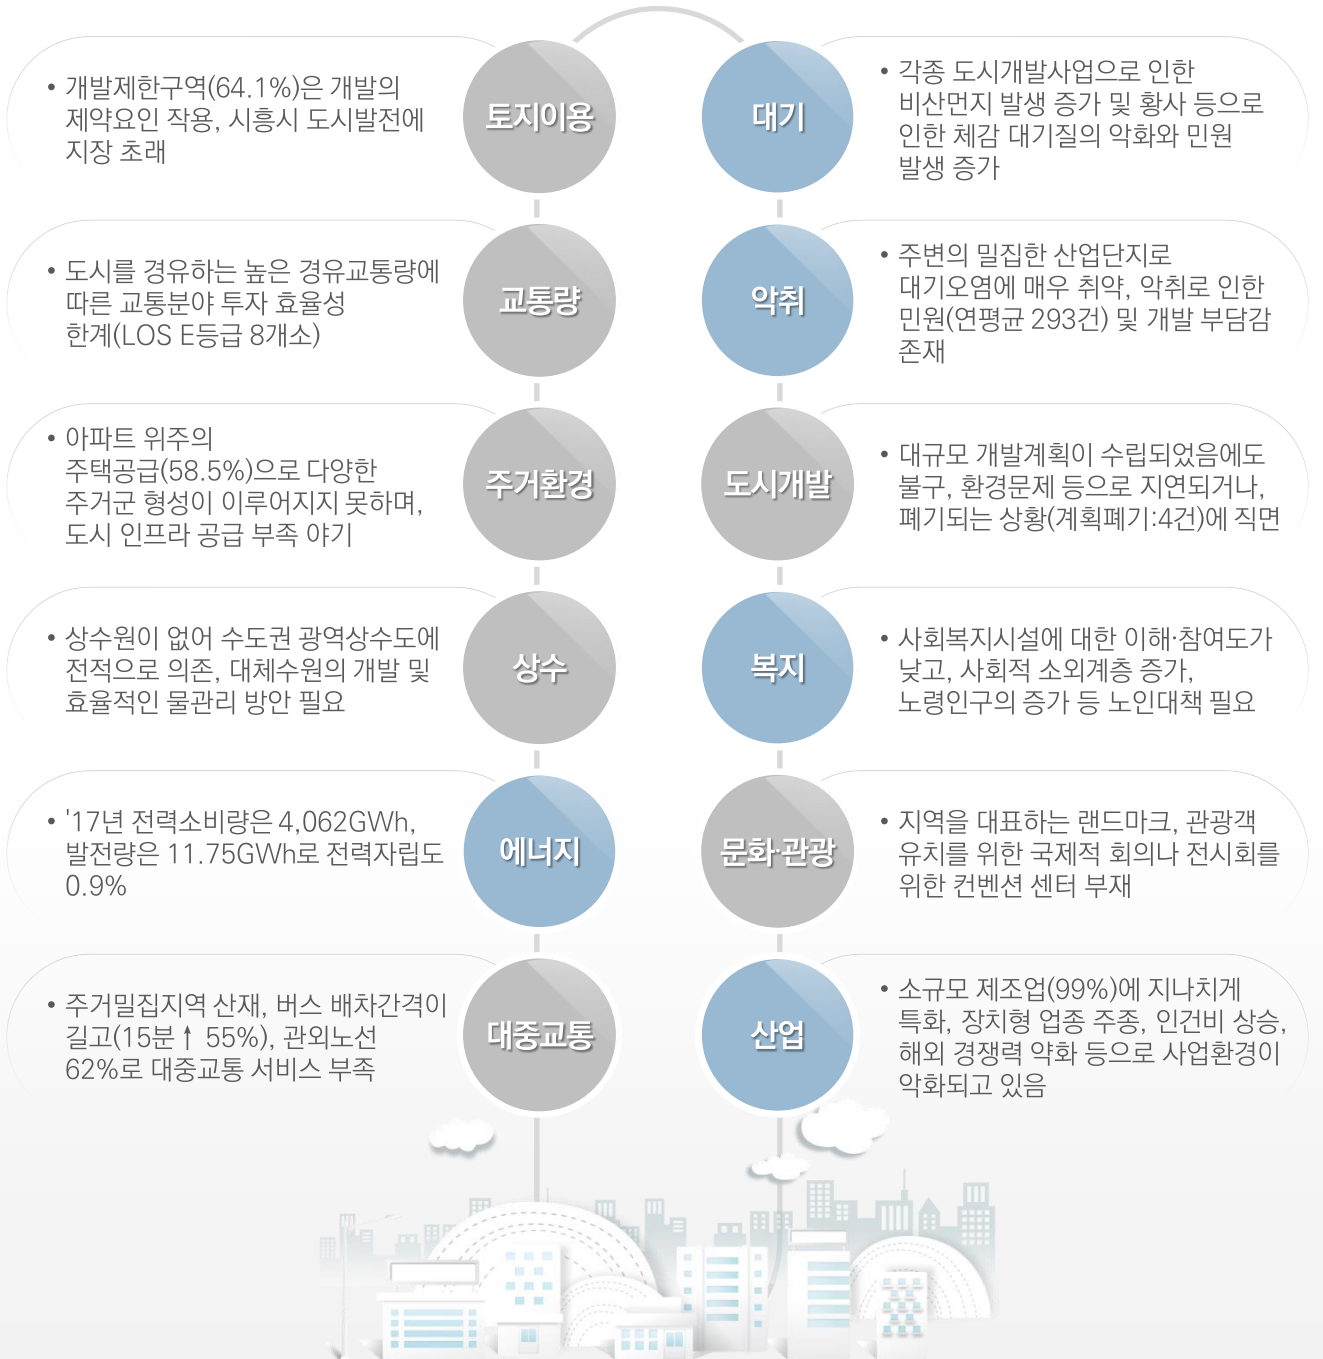 토지이용
• 개발제한구역(64.1%)은 개발의
제약요인 작용, 시흥시 도시발전에
지장 초래
교통량
• 도시를 경유하는 높은 경유교통량에
따른 교통분야 투자 효율성
한계(LOS E등급 8개소)
주거환경
• 아파트 위주의
주택공급(58.5%)으로 다양한
주거군 형성이 이루어지지 못하며,
도시 인프라 공급 부족 야기
상수
• 상수원이 없어 수도권 광역상수도에
전적으로 의존, 대체수원의 개발 및
효율적인 물관리 방안 필요
에너지
• '17년 전력소비량은 4,062GWh,
발전량은 11.75GWh로 전력자립도
0.9%
대중교통
• 주거밀집지역 산재, 버스 배차간격이
길고(15분↑ 55%), 관외노선
62%로 대중교통 서비스 부족
대기
• 각종 도시개발사업으로 인한
비산먼지 발생 증가 및 황사 등으로
인한 체감 대기질의 악화와 민원
발생 증가
악취
• 주변의 밀집한 산업단지로
대기오염에 매우 취약, 악취로 인한
민원(연평균 293건) 및 개발 부담감
존재
도시개발
• 대규모 개발계획이 수립되었음에도
불구, 환경문제 등으로 지연되거나,
폐기되는 상황(계획폐기:4건)에 직면
복지
• 사회복지시설에 대한 이해·참여도가
낮고, 사회적 소외계층 증가,
노령인구의 증가 등 노인대책 필요
문화·관광
• 지역을 대표하는 랜드마크, 관광객
유치를 위한 국제적 회의나 전시회를
위한 컨벤션 센터 부재
산업
• 소규모 제조업(99%)에 지나치게
특화, 장치형 업종 주종, 인건비 상승,
해외 경쟁력 약화 등으로 사업환경이
악화되고 있음